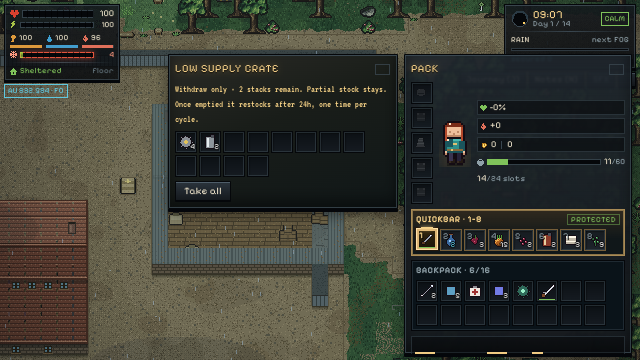 100
100
100 100 96
4
Sheltered Floor
09:07
Day 1 / 14
CALM
RAIN next FOG
LOW SUPPLY CRATE
Withdraw only · 2 stacks remain. Partial stock stays.
Once emptied it restocks after 24h, one time per
cycle.
4 2
Take all
PACK
-0%
+0
0 | 0
11/60
14/24 slots
QUICKBAR · 1-8
PROTECTED
BACKPACK · 6/16